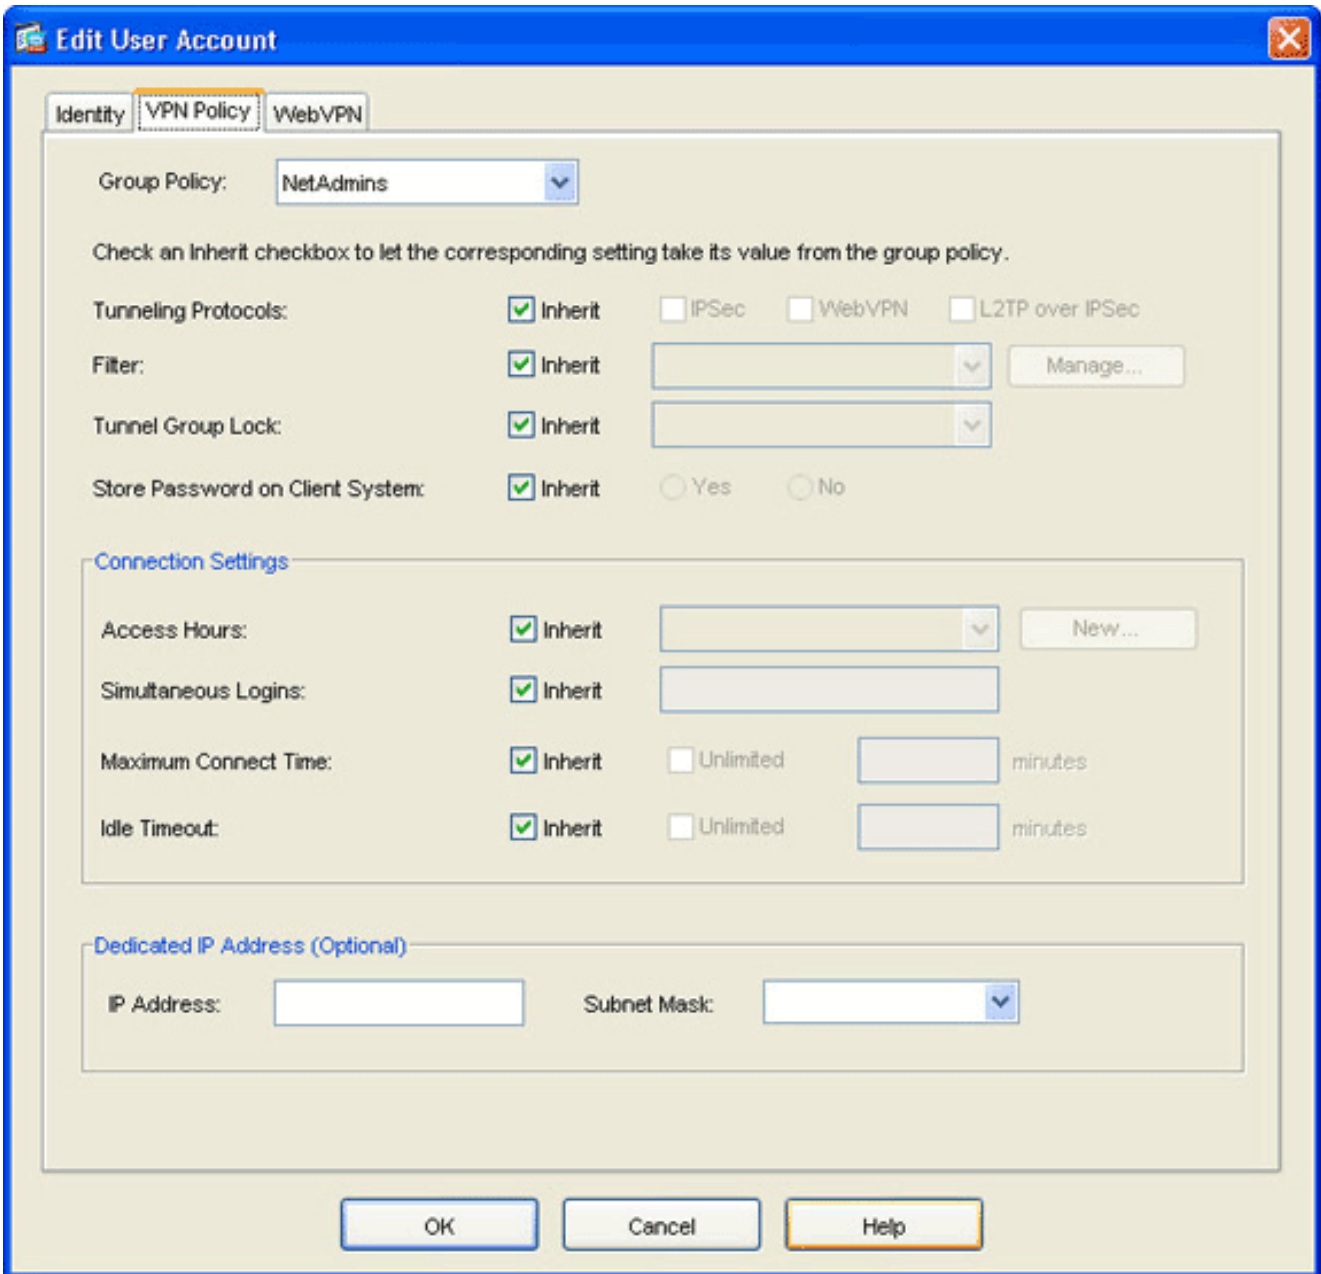 Edit User Account
Identity VPN Policy WebVPN
Group Policy: NetAdmins
Check an Inherit checkbox to let the corresponding setting take its value from the group policy.
Tunneling Protocols: Inherit IPSec WebVPN L2TP over IPSec
Filter: Inherit Manage...
Tunnel Group Lock: Inherit
Store Password on Client System: Inherit Yes No
Connection Settings
Access Hours: Inherit New...
Simultaneous Logins: Inherit
Maximum Connect Time: Inherit Unlimited minutes
Idle Timeout: Inherit Unlimited minutes
Dedicated IP Address (Optional)
IP Address: Subnet Mask:
OK Cancel Help